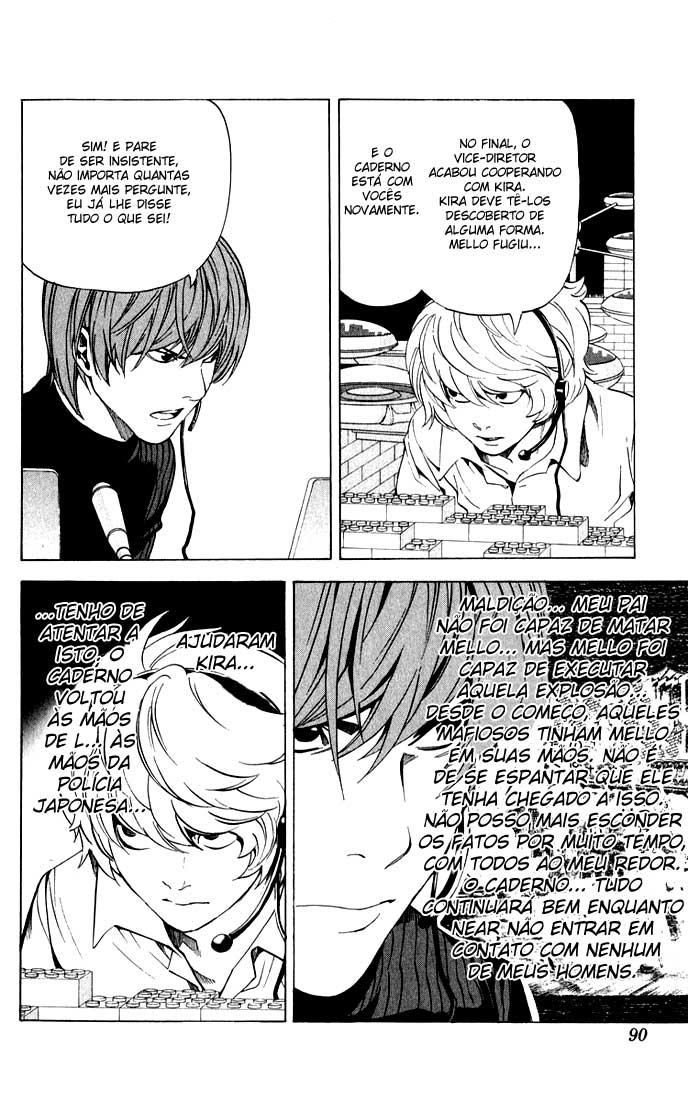 NO FINAL, O
VICE-DIRETOR
ACABOU COOPERANDO
COM KIRA.
KIRA DEVE TÊ-LOS
DESCOBERTO DE
ALGUMA FORMA.
MELLO FUGIU...
E O
CADERNO
ESTÁ COM
VOCÊS
NOVAMENTE.
SIM! E PARE
DE SER INSISTENTE,
NÃO IMPORTA QUANTAS
VEZES MAIS PERGUNTE,
EU JÁ LHE DISSE
TUDO O QUE SEI!
MALDIÇÃO... MEU PAI
NÃO FOI CAPAZ DE MATAR
MELLO... MAS MELLO FOI
CAPAZ DE EXECUTAR
AQUELA EXPLOSÃO...
DESDE O COMEÇO, AQUELES
MAFIOSOS TINHAM MELLO
EM SUAS MÃOS. NÃO É
DE SE ESPANTAR QUE ELE
TENHA CHEGADO A ISSO.
NÃO POSSO MAIS ESCONDER
OS FATOS POR MUITO TEMPO,
COM TODOS AO MEU REDOR.
O CADERNO... TUDO
CONTINUARÁ BEM ENQUANTO
NEAR NÃO ENTRAR EM
CONTATO COM NENHUM
DE MEUS HOMENS.
AJUDARAM
KIRA...
...TENHO DE
ATENTAR A
ISTO, O
CADERNO
VOLTOU
ÀS MÃOS
DE L... ÀS
MÃOS DA
POLÍCIA
JAPONESA...
90